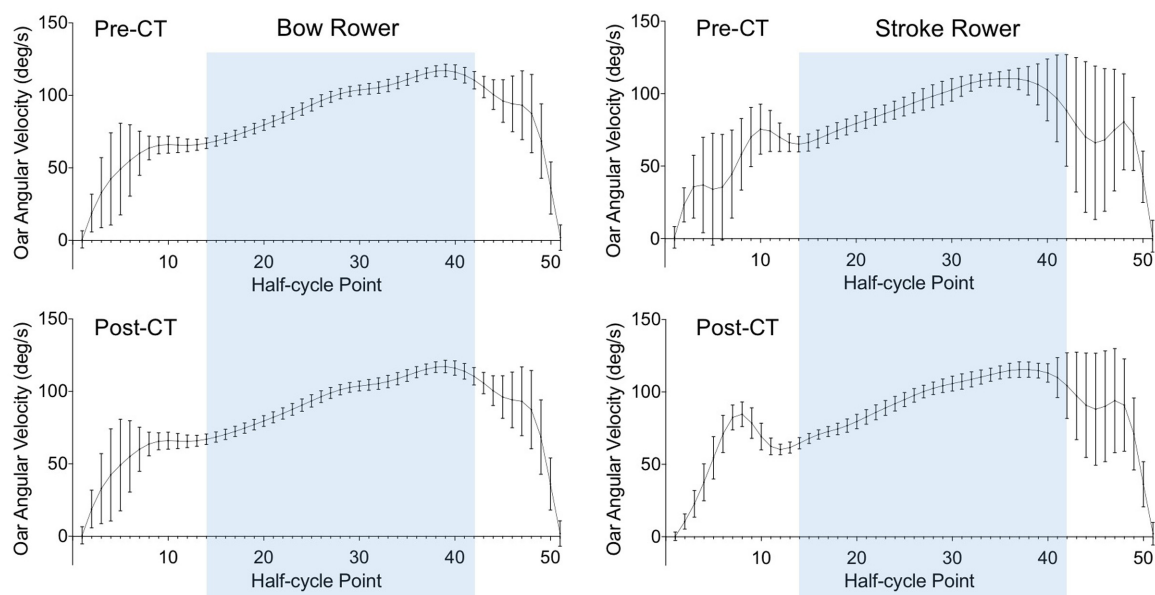 Bow Rower
Pre-CT
Oar Angular Velocity (deg/s)
150
100
50
0
10 20 30 40 50
Half-cycle Point
Stroke Rower
Pre-CT
Oar Angular Velocity (deg/s)
150
100
50
0
10 20 30 40 50
Half-cycle Point
Post-CT
Oar Angular Velocity (deg/s)
150
100
50
0
10 20 30 40 50
Half-cycle Point
Post-CT
Oar Angular Velocity (deg/s)
150
100
50
0
10 20 30 40 50
Half-cycle Point